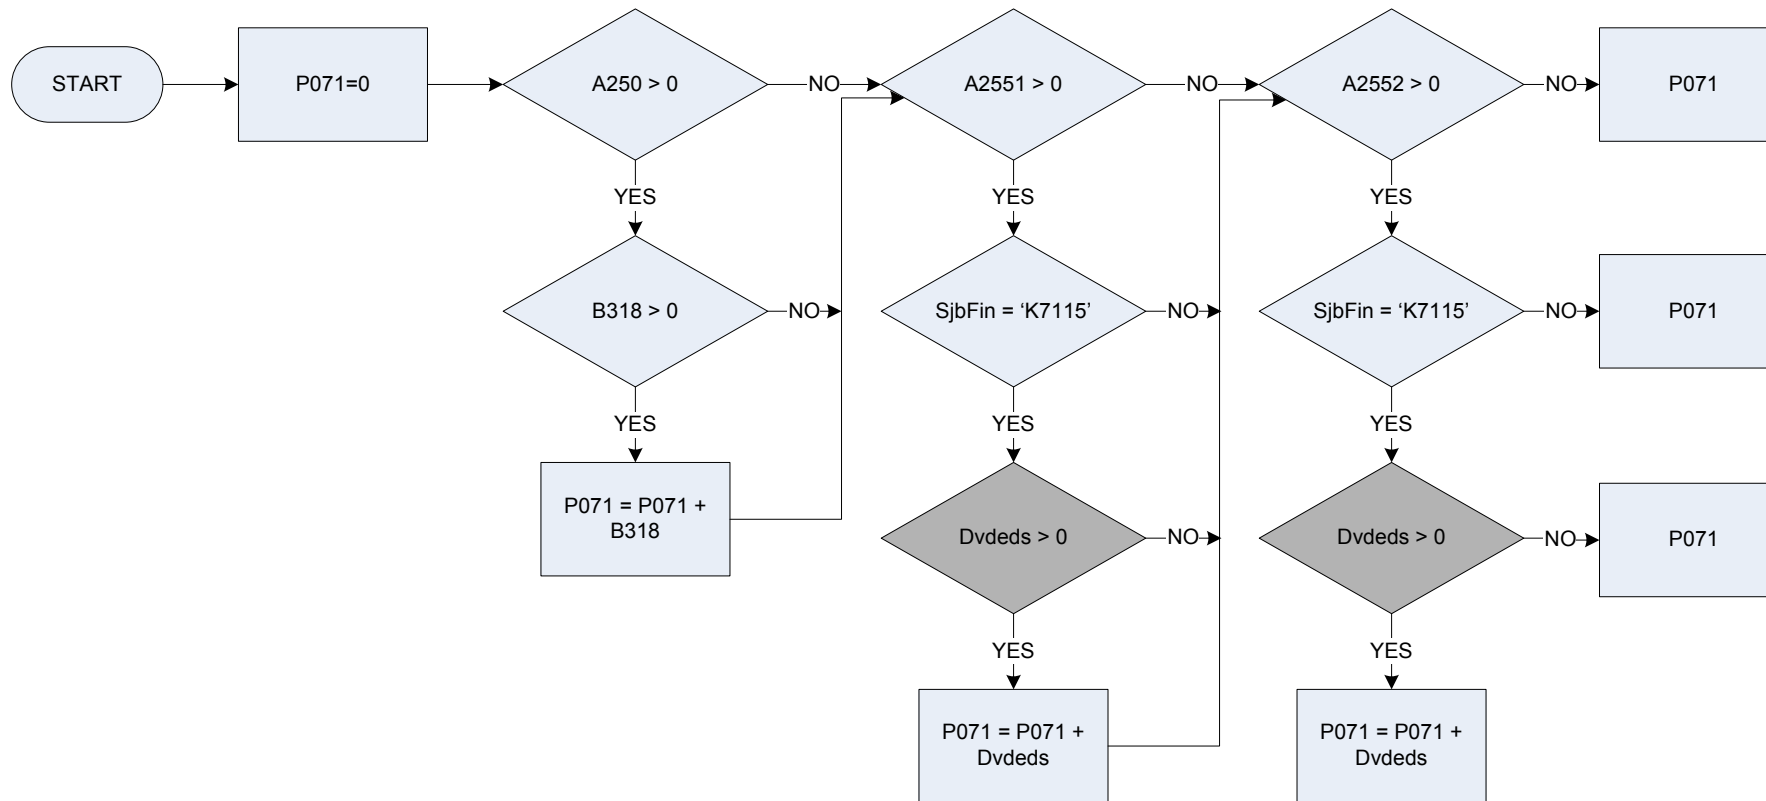 START
P071=0
A250 > 0
NO
A2551 > 0
NO
A2552 > 0
NO
P071
YES
YES
YES
B318 > 0
NO
SjbFin = ‘K7115’
NO
SjbFin = ‘K7115’
NO
P071
YES
YES
YES
P071 = P071 +
B318
Dvdeds > 0
NO
Dvdeds > 0
NO
P071
YES
YES
P071 = P071 +
Dvdeds
P071 = P071 +
Dvdeds